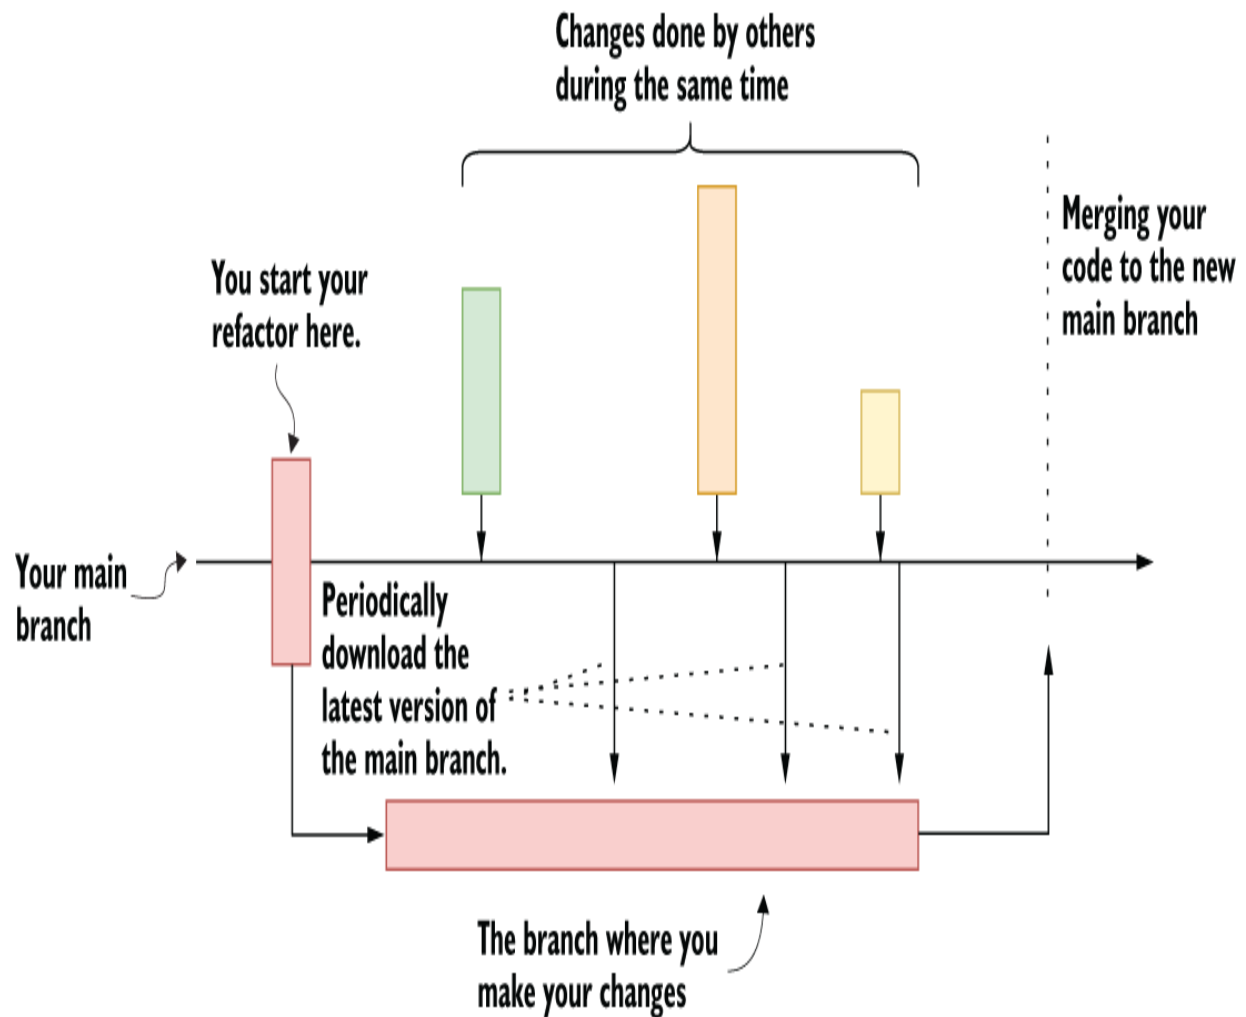 Changes done by others
during the same time
Merging your
code to the new
main branch
You start your
refactor here.
Your main
branch
Periodically
download the
latest version of
the main branch.
The branch where you
make your changes